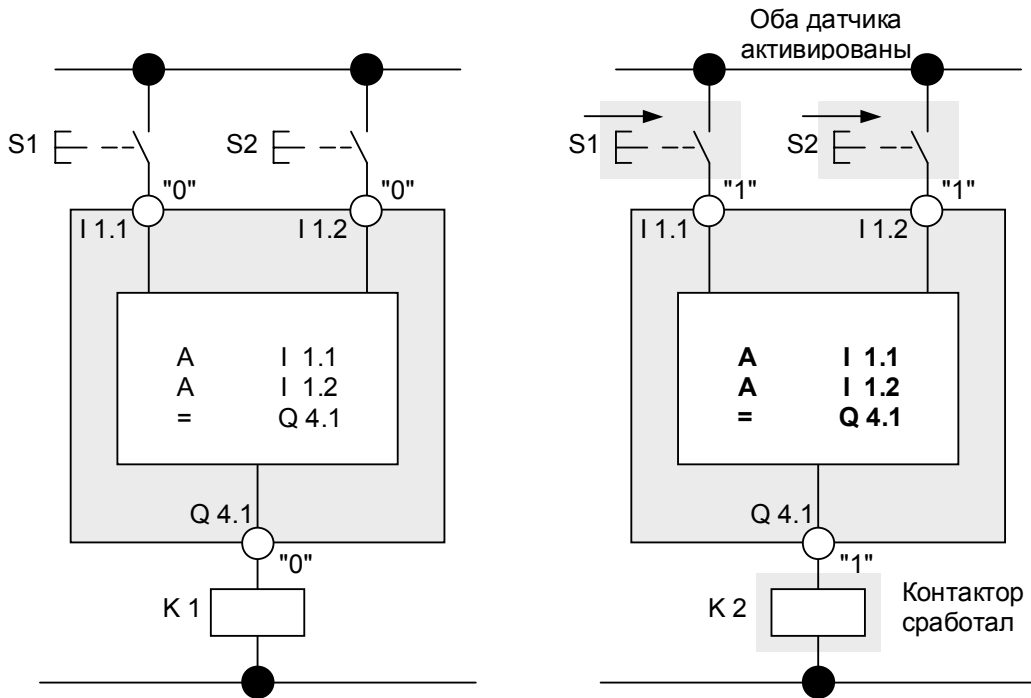 S1
S2
"0"
"0"
I 1.1
I 1.2
A I 1.1
A I 1.2
= Q 4.1
Q 4.1
"0"
K 1
Оба датчика
активированы
S1
S2
"1"
"1"
I 1.1
I 1.2
A I 1.1
A I 1.2
= Q 4.1
Q 4.1
"1"
K 2
Контактор
сработал